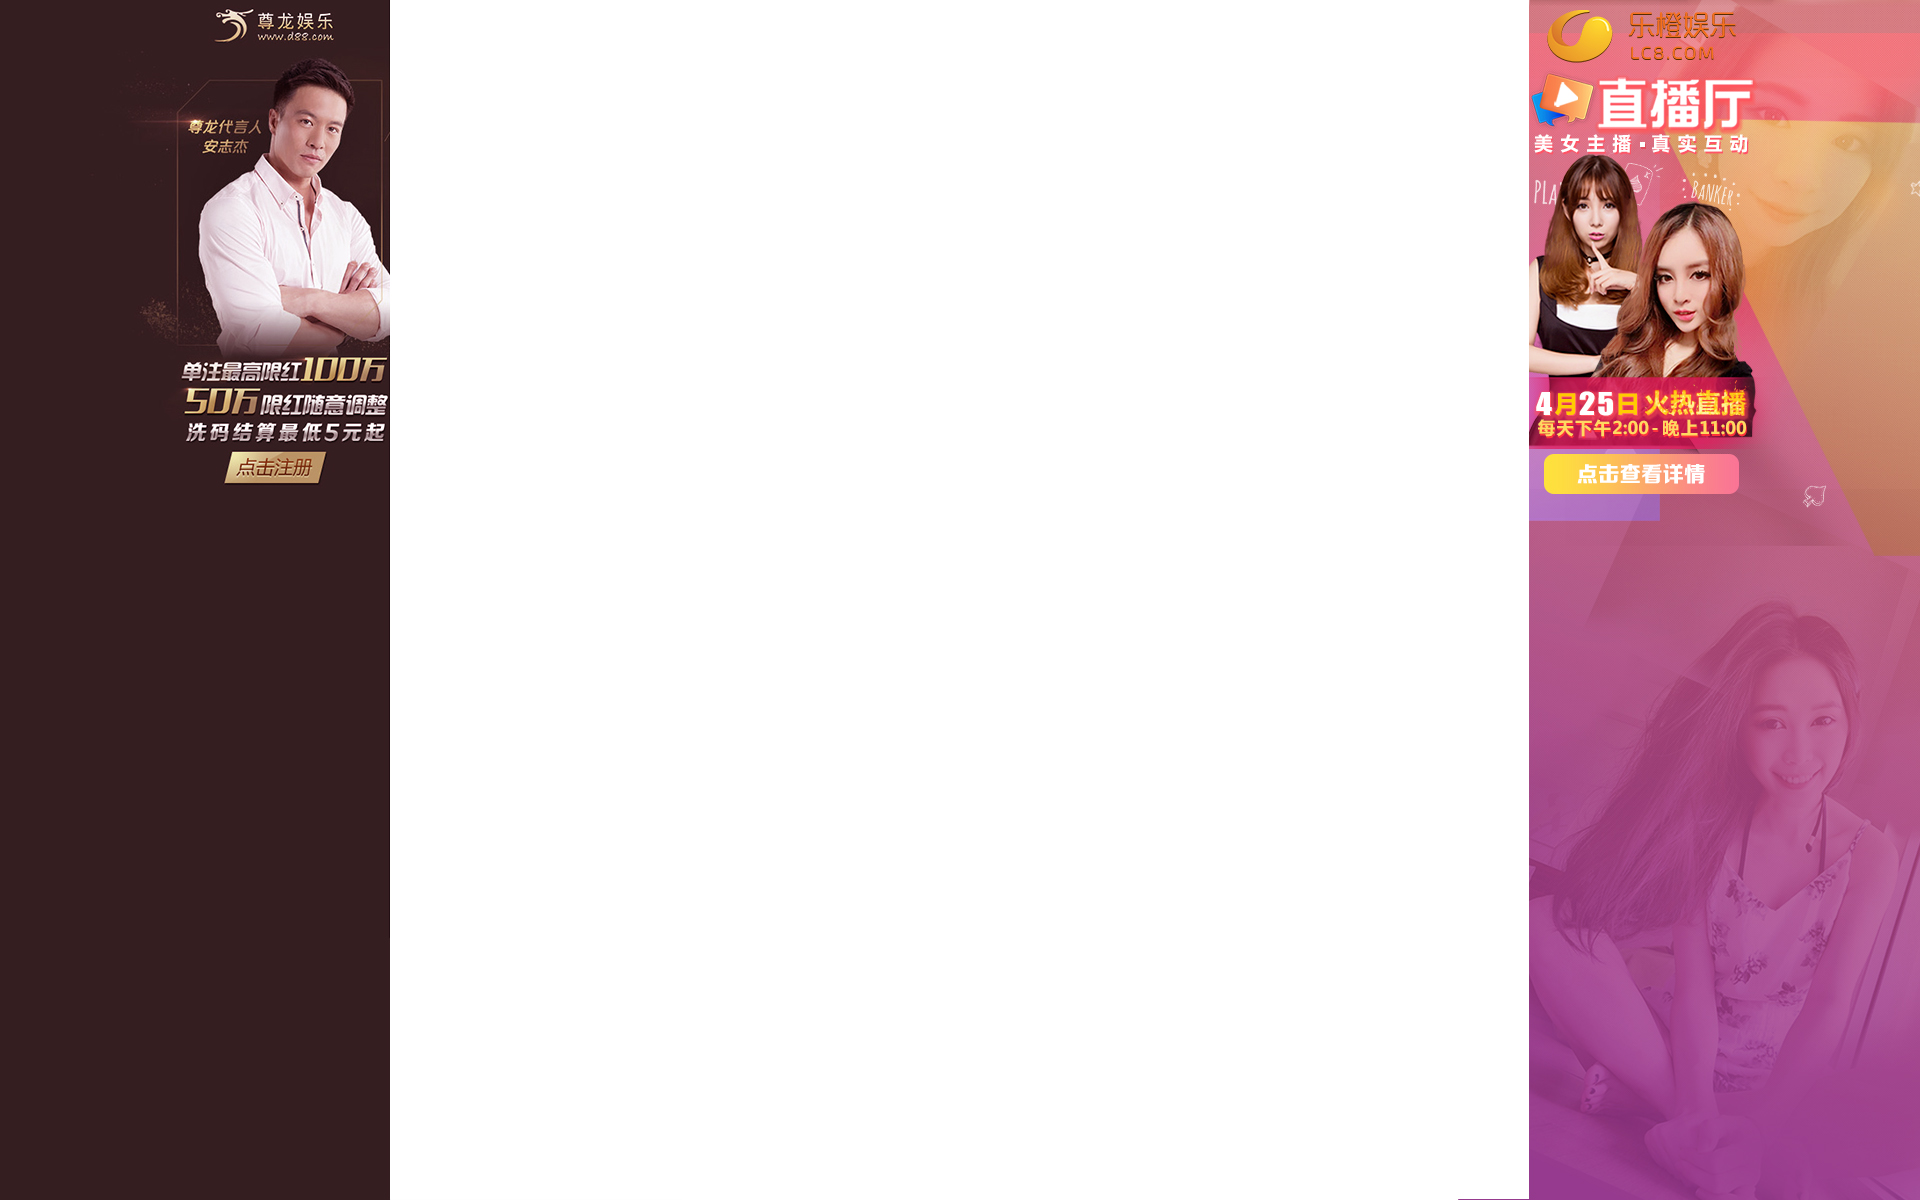 尊龙娱乐
www.d88.com
尊龙代言人
安志杰
单注最高限红100万
50万限红随意调整
洗码结算最低5元起
点击注册
乐橙娱乐
LC8.COM
直播厅
美女主播·真实互动
PLA
BANKER
4月25日火热直播
每天下午2:00-晚上11:00
点击查看详情